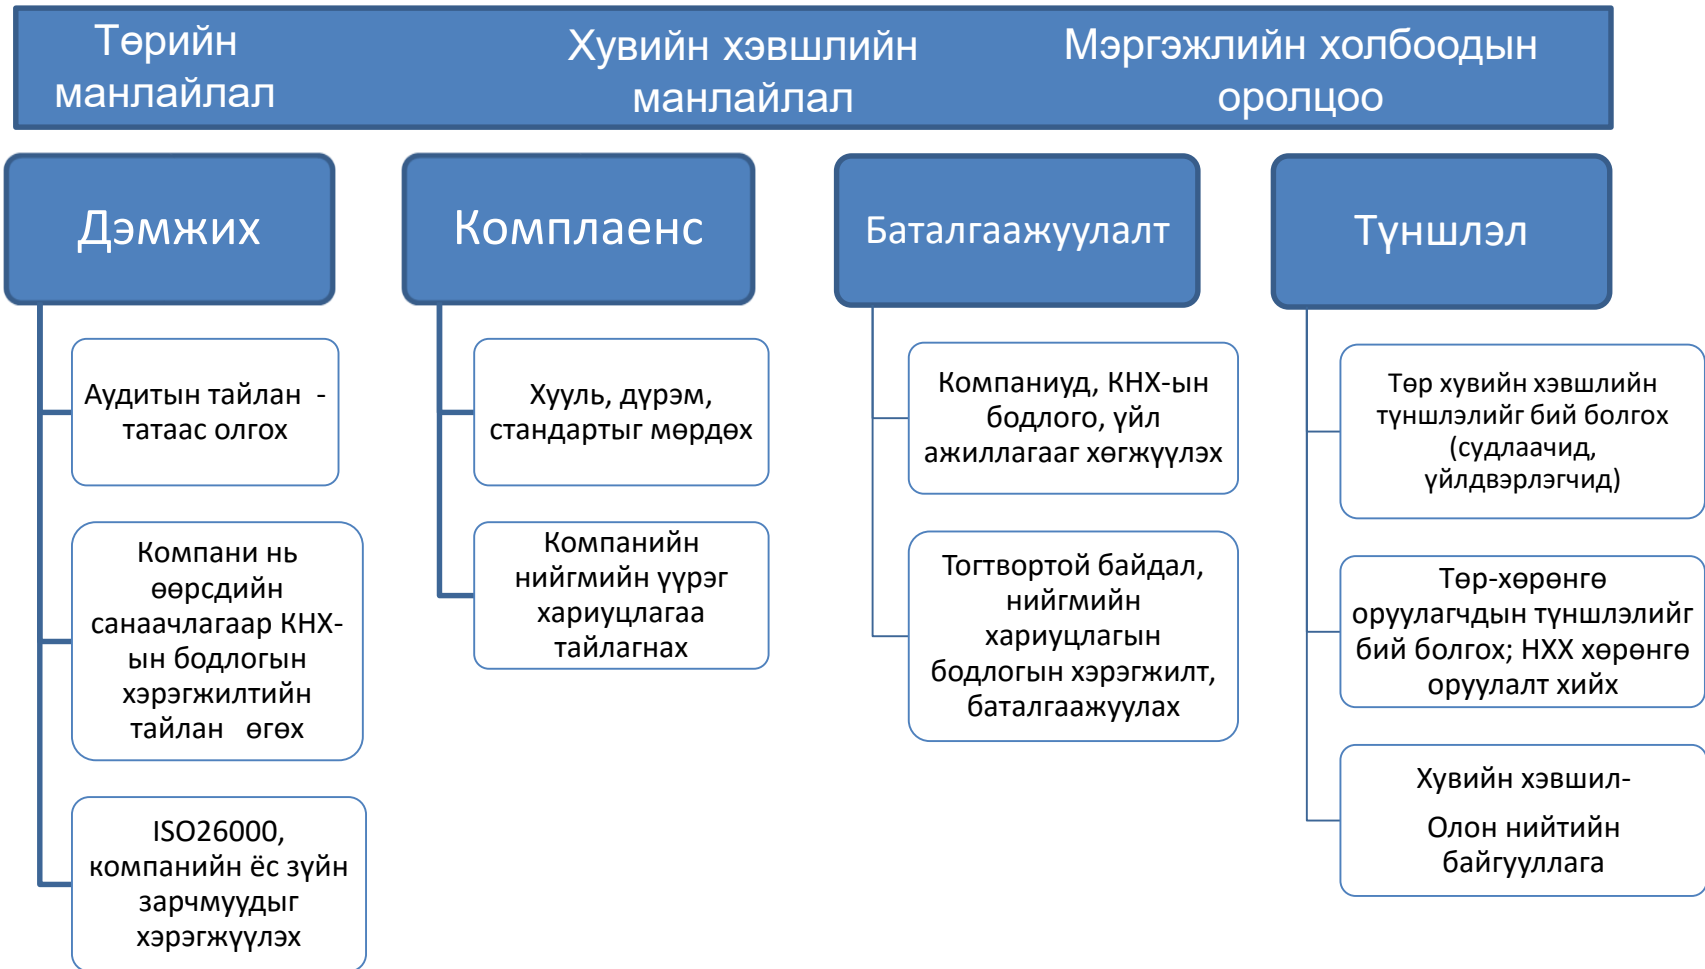 Төрийн
манлайлал
Хувийн хэвшлийн
манлайлал
Мэргэжлийн холбоодын
оролцоо
Дэмжих
Аудитын тайлан -
татаас олгох
Компани нь
өөрсдийн
санаачлагаар КНХ-
ын бодлогын
хэрэгжилтийн
тайлан өгөх
ISO26000,
компанийн ёс зүйн
зарчмуудыг
хэрэгжүүлэх
Комплаенс
Хууль, дүрэм,
стандартыг мөрдөх
Компанийн
нийгмийн үүрэг
хариуцлагаа
тайлагнах
Баталгаажуулалт
Компаниуд, КНХ-ын
бодлого, үйл
ажиллагааг хөгжүүлэх
Тогтвортой байдал,
нийгмийн
хариуцлагын
бодлогын хэрэгжилт,
баталгаажуулах
Түншлэл
Төр хувийн хэвшлийн
түншлэлийг бий болгох
(судлаачид,
үйлдвэрлэгчид)
Төр-хөрөнгө
оруулагчдын түншлэлийг
бий болгох; НХХ хөрөнгө
оруулалт хийх
Хувийн хэвшил-
Олон нийтийн
байгууллага